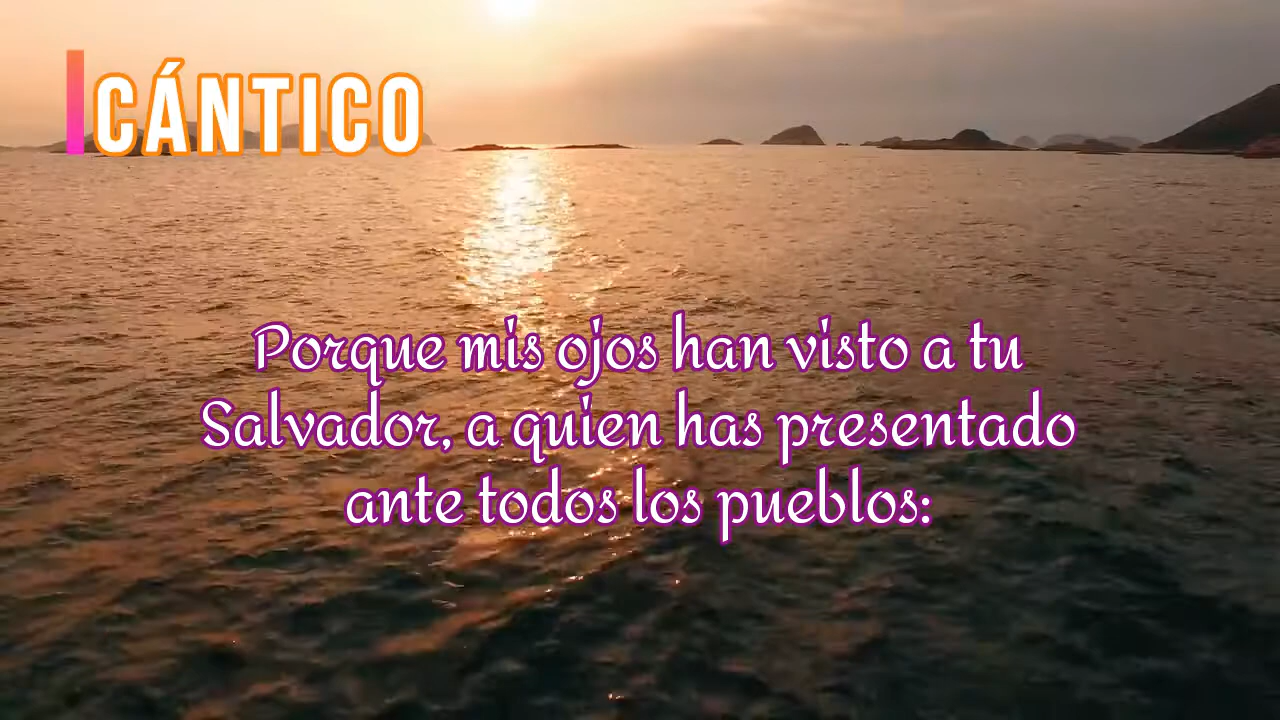 CÁNTICO
Porque mis ojos han visto a tu
Salvador, a quien has presentado
ante todos los pueblos: